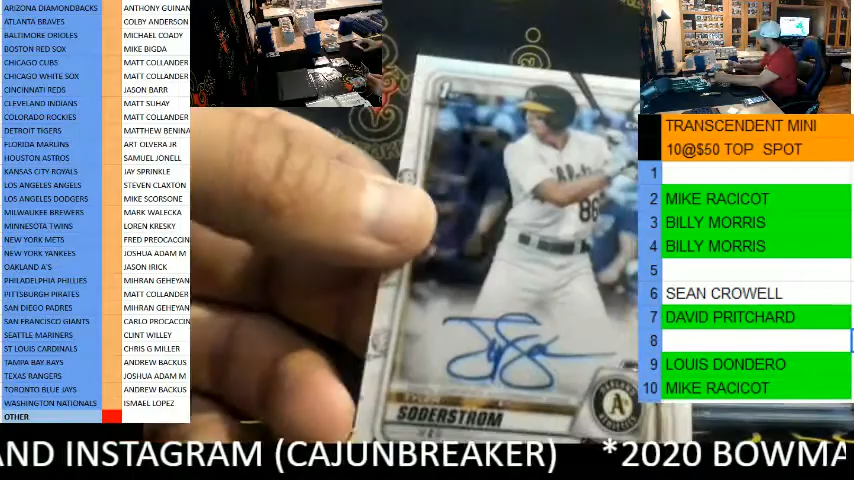 ARIZONA DIAMONDBACKS ANTHONY GUINAN
ATLANTA BRAVES COLBY ANDERSON
BALTIMORE ORIOLES MICHAEL COADY
BOSTON RED SOX MIKE BIGDA
CHICAGO CUBS MATT COLLANDER
CHICAGO WHITE SOX MATT COLLANDER
CINCINNATI REDS JASON BARR
CLEVELAND INDIANS MATT SUHAY
COLORADO ROCKIES MATT COLLANDER
DETROIT TIGERS MATTHEW BENINA
FLORIDA MARLINS ART OLVERA JR
HOUSTON ASTROS SAMUEL JONELL
KANSAS CITY ROYALS JAY SPRINKLE
LOS ANGELES ANGELS STEVEN CLAXTON
LOS ANGELES DODGERS MIKE SCORSONE
MILWAUKEE BREWERS MARK WALECKA
MINNESOTA TWINS LOREN KRESKY
NEW YORK METS FRED PREOCACCIN
NEW YORK YANKEES JOSHUA ADAM M
OAKLAND A'S JASON IRICK
PHILADELPHIA PHILLIES MIHRAN GEHEYAN
PITTSBURGH PIRATES MATT COLLANDER
SAN DIEGO PADRES MIHRAN GEHEYAN
SAN FRANCISCO GIANTS CARLO PROCACCIN
SEATTLE MARINERS CLINT WILLEY
ST LOUIS CARDINALS CHRIS G MILLER
TAMPA BAY RAYS ANDREW BACKUS
TEXAS RANGERS JOSHUA ADAM M
TORONTO BLUE JAYS ANDREW BACKUS
WASHINGTON NATIONALS ISMAEL LOPEZ
OTHER
1st
86
TYLER
SODERSTROM
A's
TRANSCENDENT MINI
10@$50 TOP SPOT
1
2 MIKE RACICOT
3 BILLY MORRIS
4 BILLY MORRIS
5
6 SEAN CROWELL
7 DAVID PRITCHARD
8
9 LOUIS DONDERO
10 MIKE RACICOT
AND INSTAGRAM (CAJUNBREAKER) *2020 BOWMA